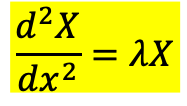 d²X/dx² = λX